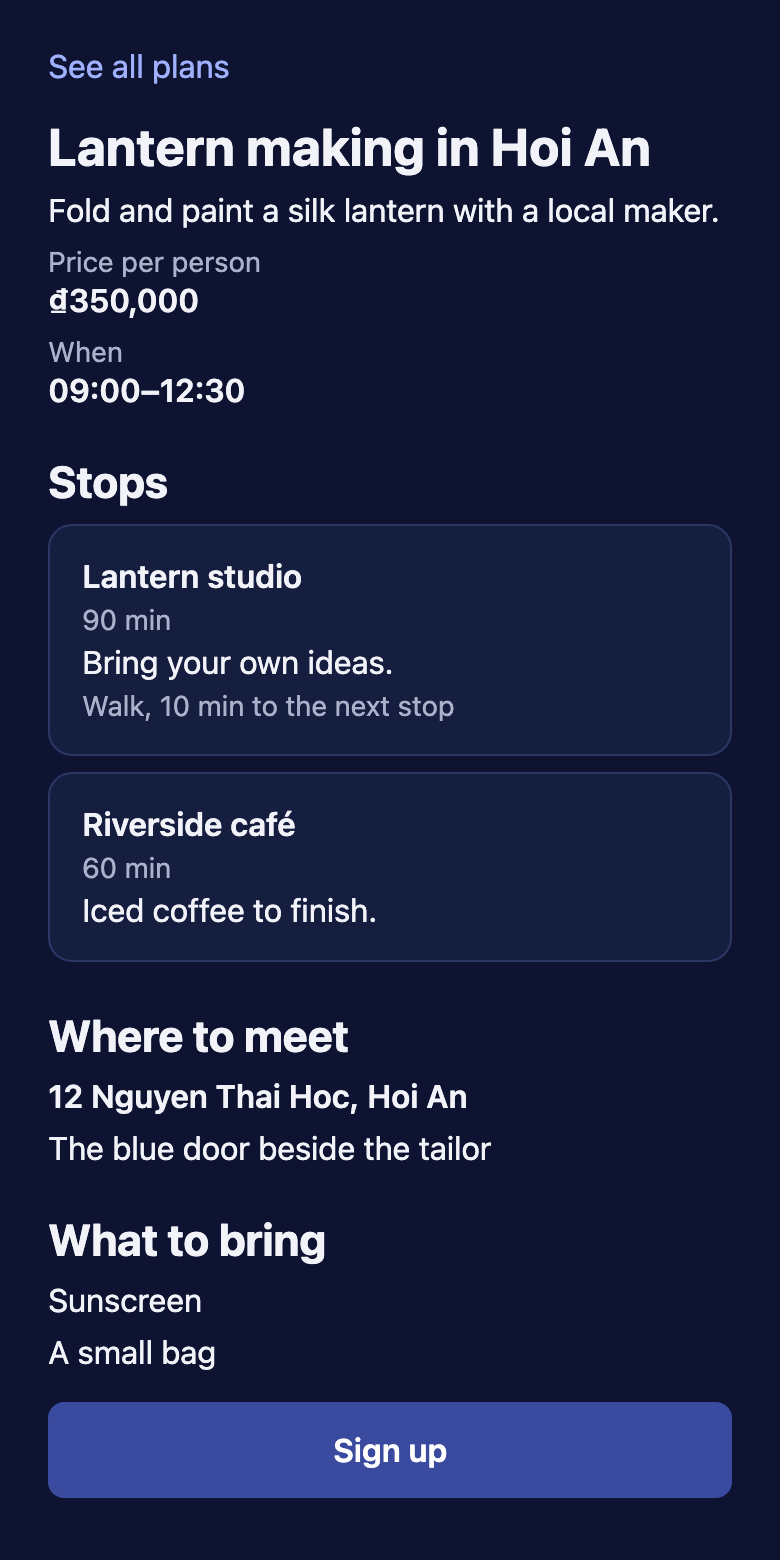 See all plans
Lantern making in Hoi An
Fold and paint a silk lantern with a local maker.
Price per person
₫350,000
When
09:00–12:30
Stops
Lantern studio
90 min
Bring your own ideas.
Walk, 10 min to the next stop
Riverside café
60 min
Iced coffee to finish.
Where to meet
12 Nguyen Thai Hoc, Hoi An
The blue door beside the tailor
What to bring
Sunscreen
A small bag
Sign up